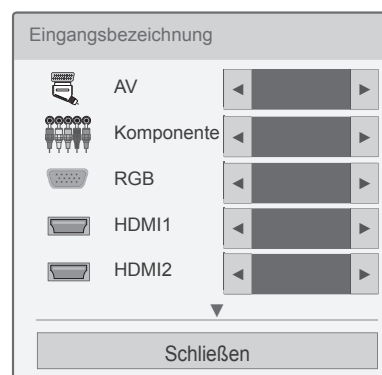 Eingangsbezeichnung
AV
Komponente
RGB
HDMI1
HDMI2
Schließen